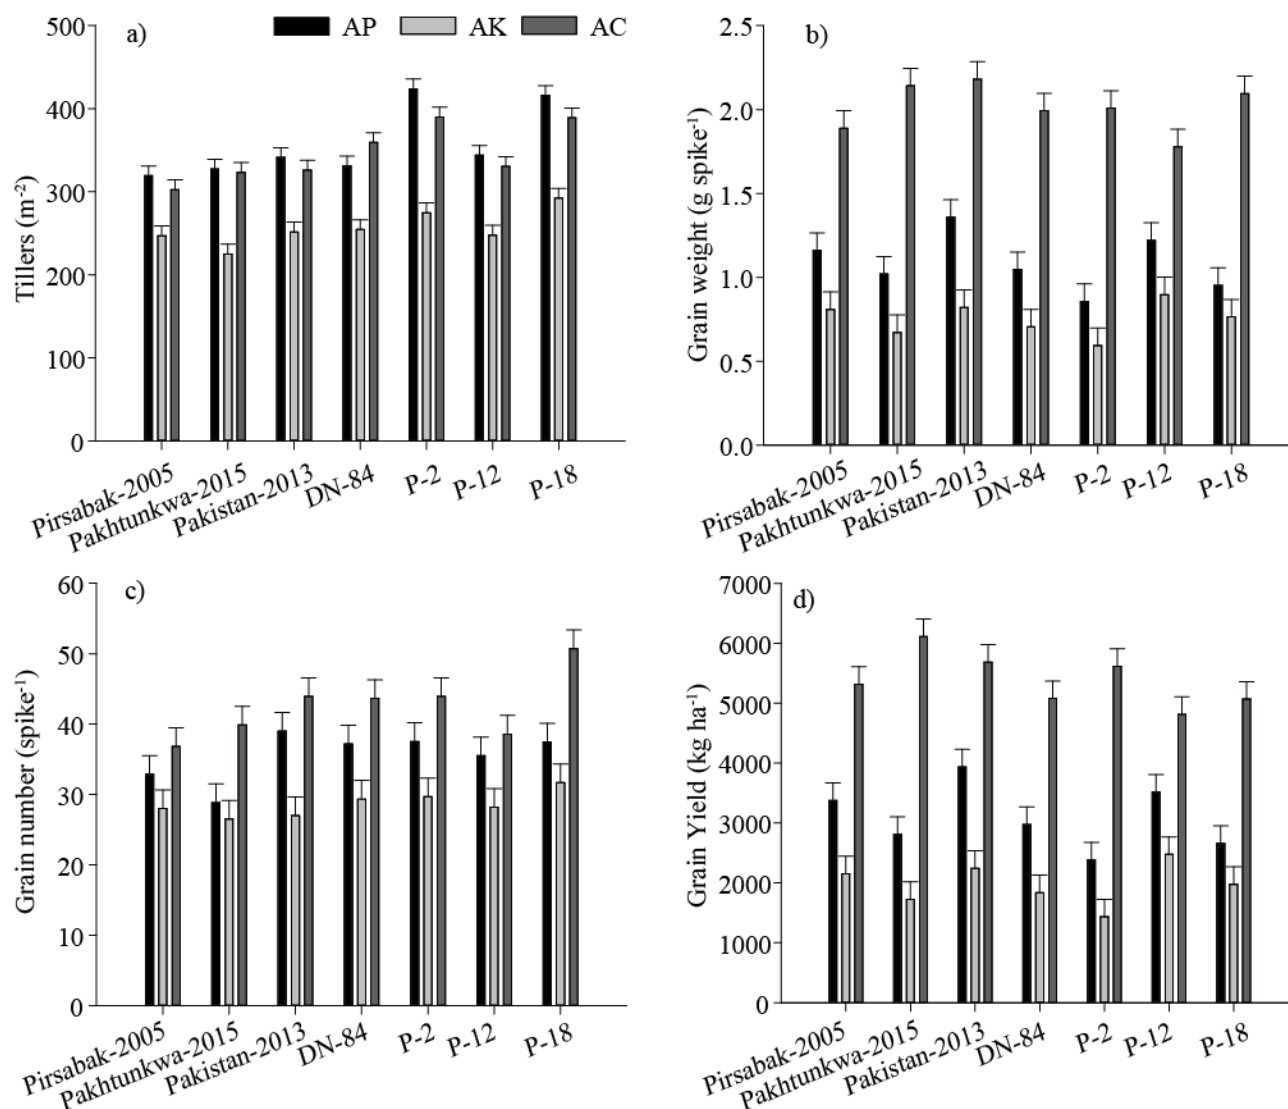 a)
AP AK AC
Tillers (m⁻²)
500
400
300
200
100
0
Pirsabak-2005
Pakhtunkwa-2015
Pakistan-2013
DN-84
P-2
P-12
P-18
b)
Grain weight (g spike⁻¹)
2.5
2.0
1.5
1.0
0.5
0.0
Pirsabak-2005
Pakhtunkwa-2015
Pakistan-2013
DN-84
P-2
P-12
P-18
c)
Grain number (spike⁻¹)
60
50
40
30
20
10
0
Pirsabak-2005
Pakhtunkwa-2015
Pakistan-2013
DN-84
P-2
P-12
P-18
d)
Grain Yield (kg ha⁻¹)
7000
6000
5000
4000
3000
2000
1000
0
Pirsabak-2005
Pakhtunkwa-2015
Pakistan-2013
DN-84
P-2
P-12
P-18